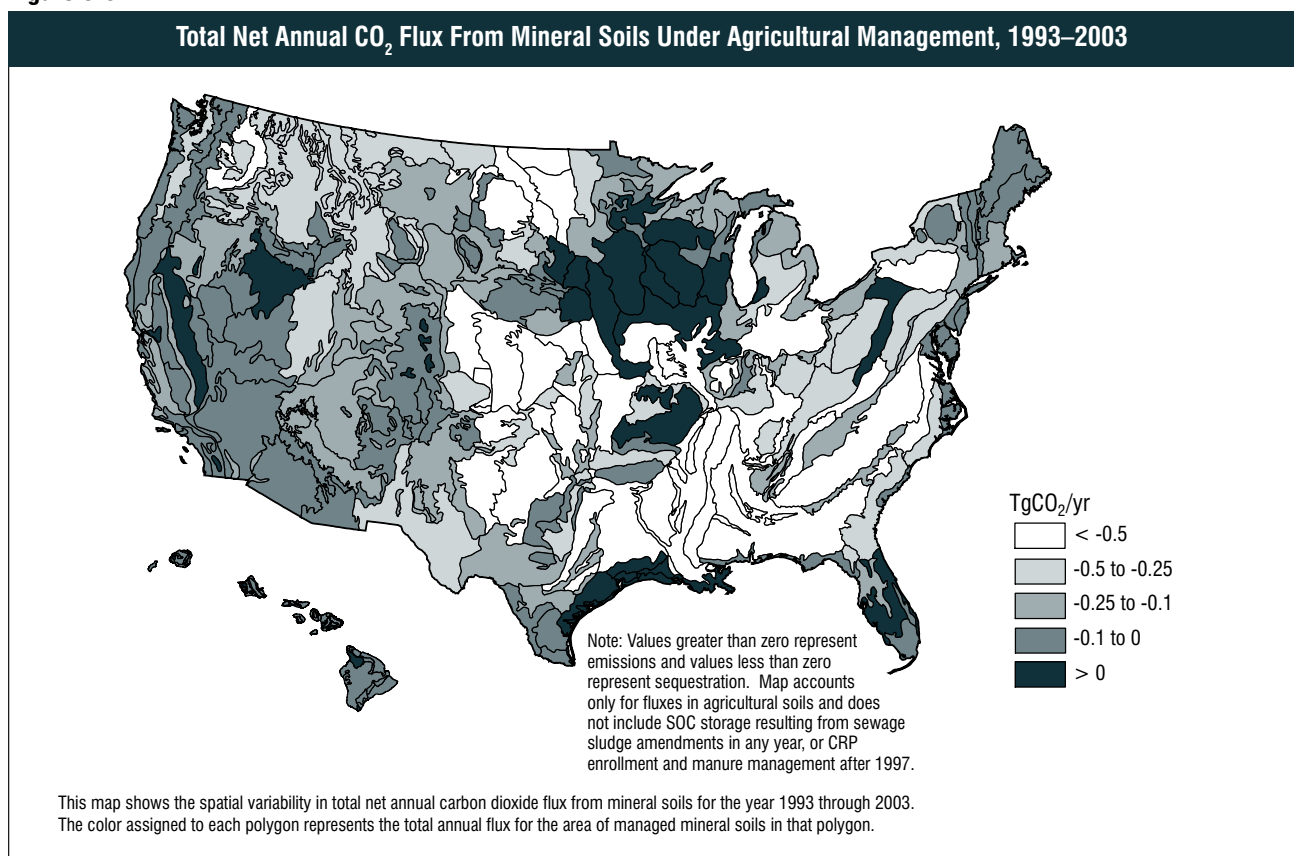 Total Net Annual CO₂ Flux From Mineral Soils Under Agricultural Management, 1993–2003
TgCO₂/yr
< -0.5
-0.5 to -0.25
-0.25 to -0.1
-0.1 to 0
> 0
Note: Values greater than zero represent
emissions and values less than zero
represent sequestration. Map accounts
only for fluxes in agricultural soils and does
not include SOC storage resulting from sewage
sludge amendments in any year, or CRP
enrollment and manure management after 1997.
This map shows the spatial variability in total net annual carbon dioxide flux from mineral soils for the year 1993 through 2003.
The color assigned to each polygon represents the total annual flux for the area of managed mineral soils in that polygon.